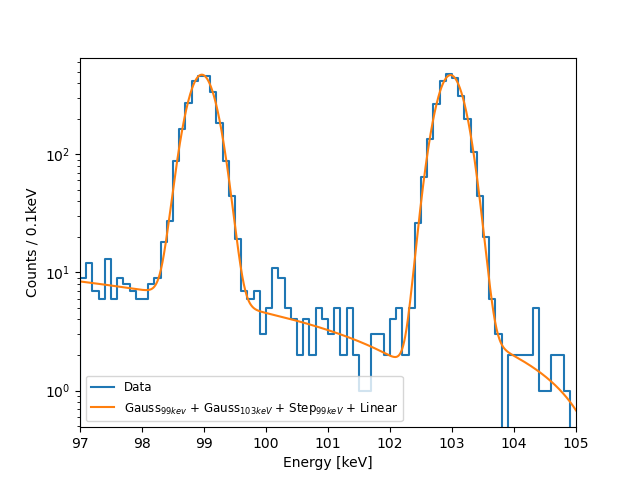 Counts / 0.1keV
10²
10¹
10⁰
Data
Gauss₉₉ₖₑᵥ + Gauss₁₀₃ₖₑV + Step₉₉ₖₑV + Linear
97 98 99 100 101 102 103 104 105
Energy [keV]